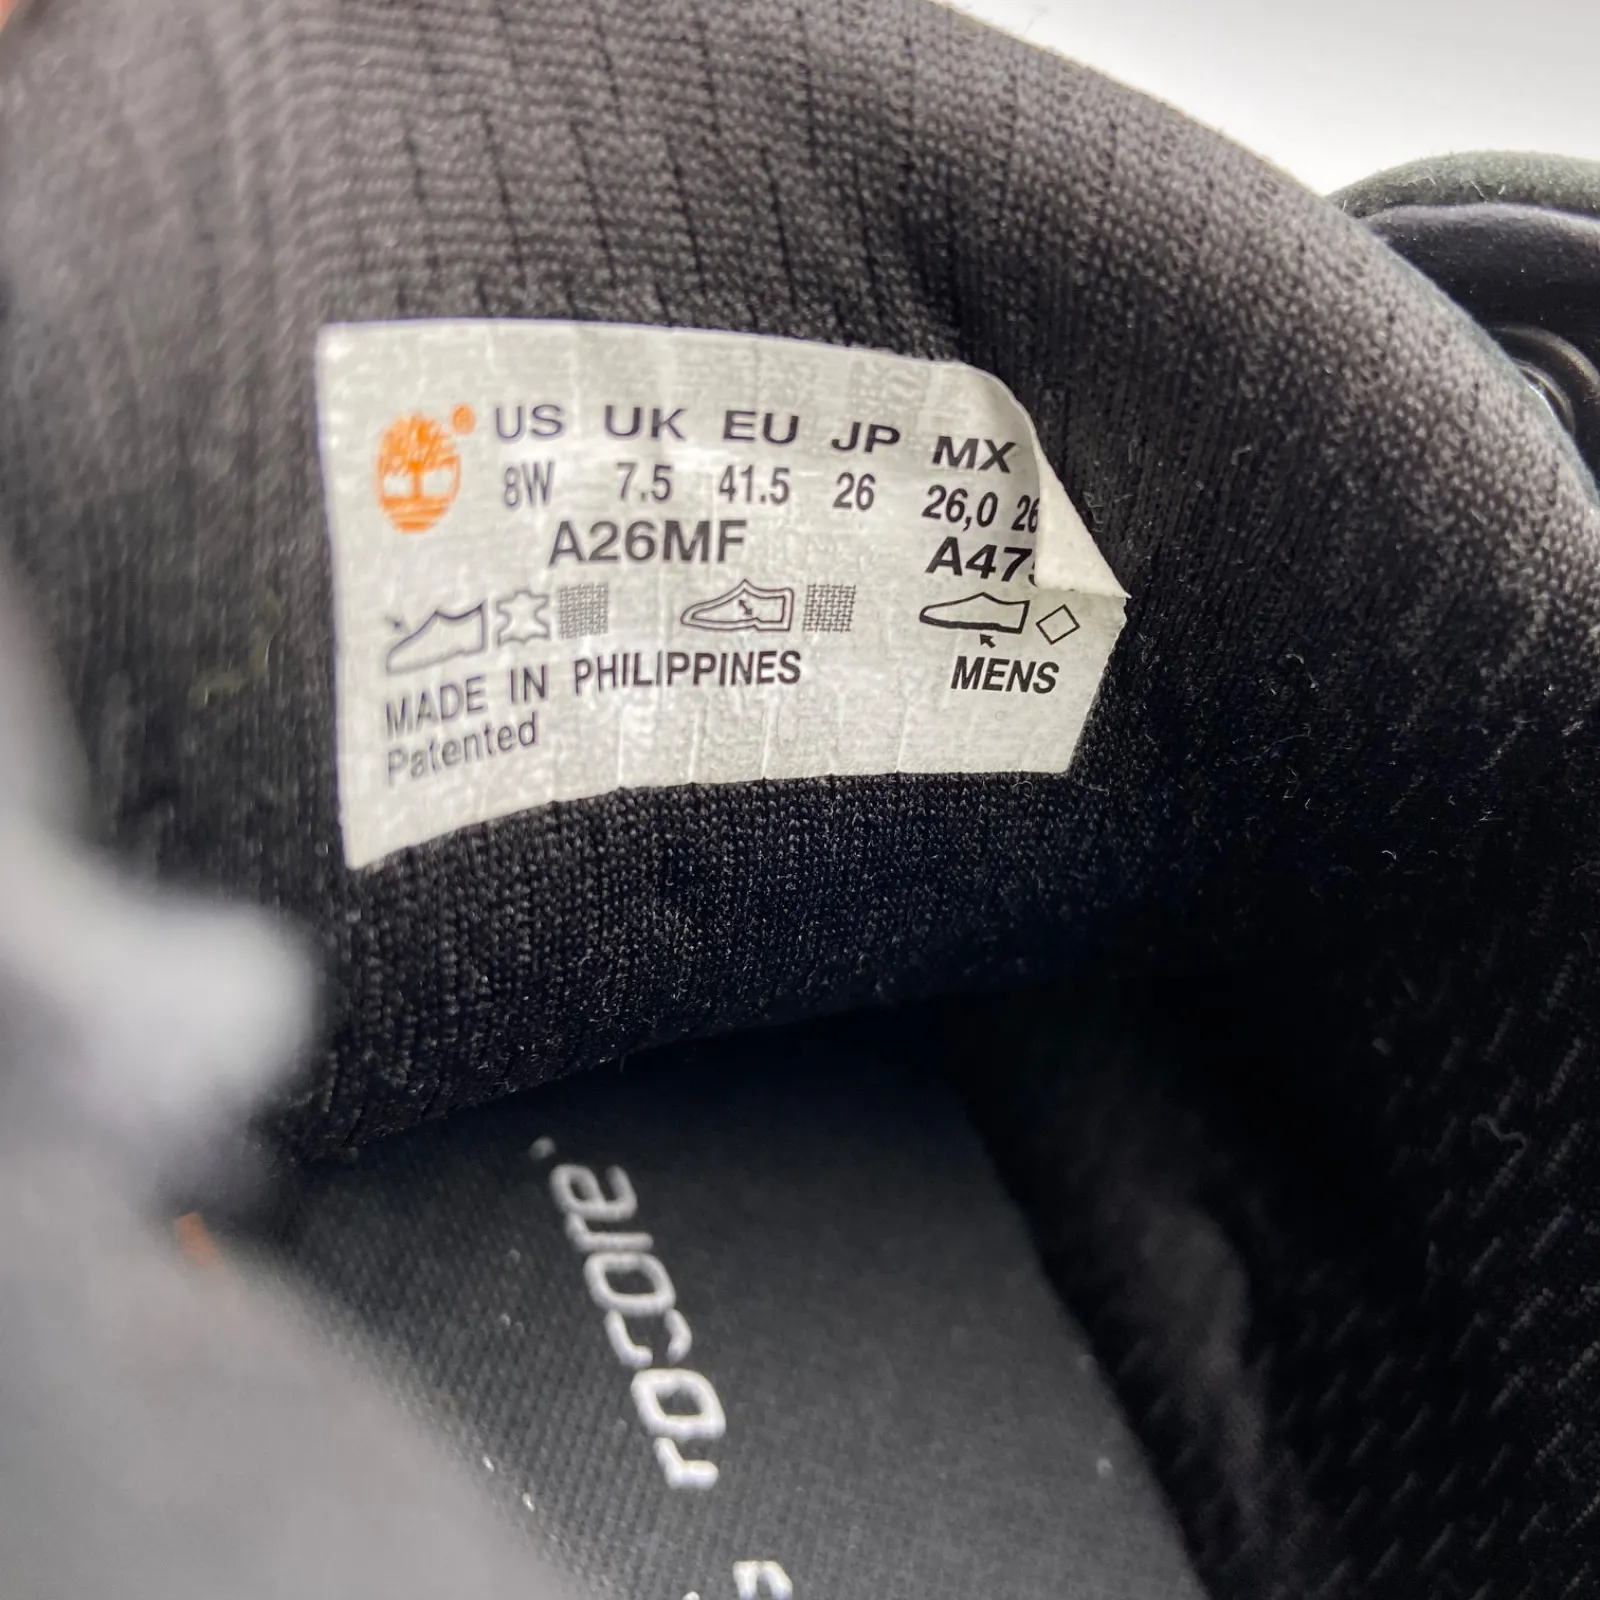 US UK EU JP MX
8W 7.5 41.5 26 26,0 26
A26MF A47
MADE IN PHILIPPINES MENS
Patented
rocore